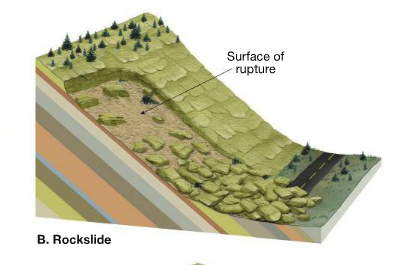 Surface of
rupture
B. Rockslide